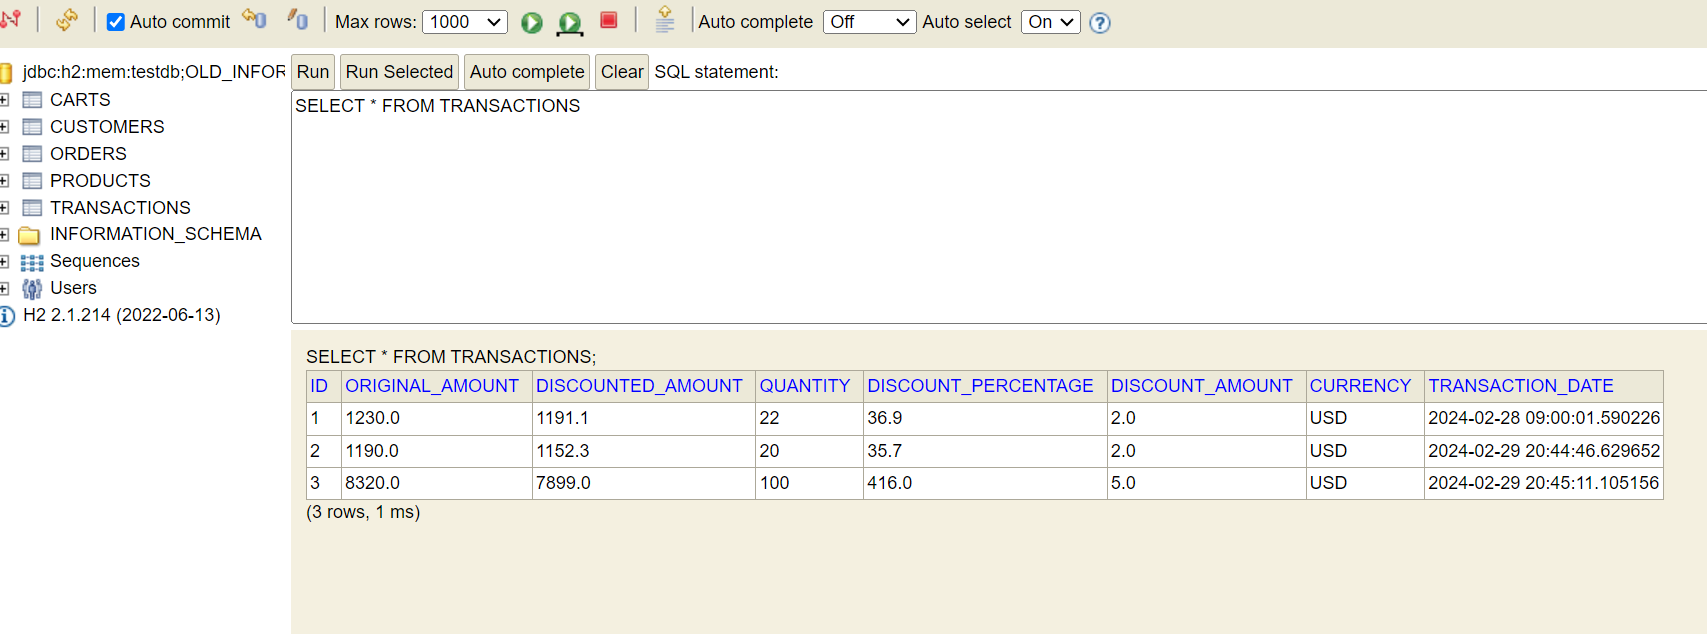 Auto commit Max rows: 1000 Auto complete Off Auto select On ?
jdbc:h2:mem:testdb;OLD_INFOR
CARTS
CUSTOMERS
ORDERS
PRODUCTS
TRANSACTIONS
INFORMATION_SCHEMA
Sequences
Users
H2 2.1.214 (2022-06-13)
Run Run Selected Auto complete Clear SQL statement:
SELECT * FROM TRANSACTIONS
SELECT * FROM TRANSACTIONS;
ID ORIGINAL_AMOUNT DISCOUNTED_AMOUNT QUANTITY DISCOUNT_PERCENTAGE DISCOUNT_AMOUNT CURRENCY TRANSACTION_DATE
1 1230.0 1191.1 22 36.9 2.0 USD 2024-02-28 09:00:01.590226
2 1190.0 1152.3 20 35.7 2.0 USD 2024-02-29 20:44:46.629652
3 8320.0 7899.0 100 416.0 5.0 USD 2024-02-29 20:45:11.105156
(3 rows, 1 ms)